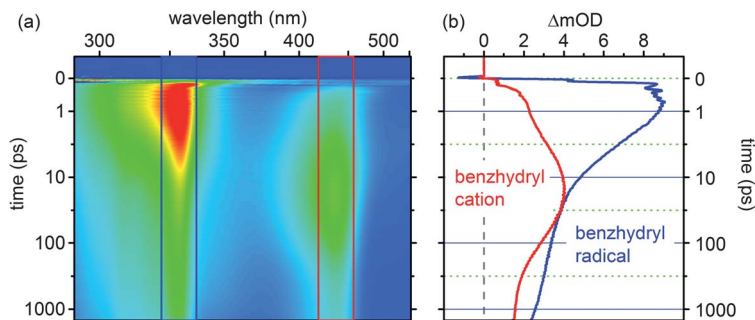 (a)
wavelength (nm)
300 350 400 500
time (ps)
0
1
10
100
1000
(b)
ΔmOD
0 2 4 6 8
benzhydryl
cation
benzhydryl
radical
0
1
10
100
1000
time (ps)